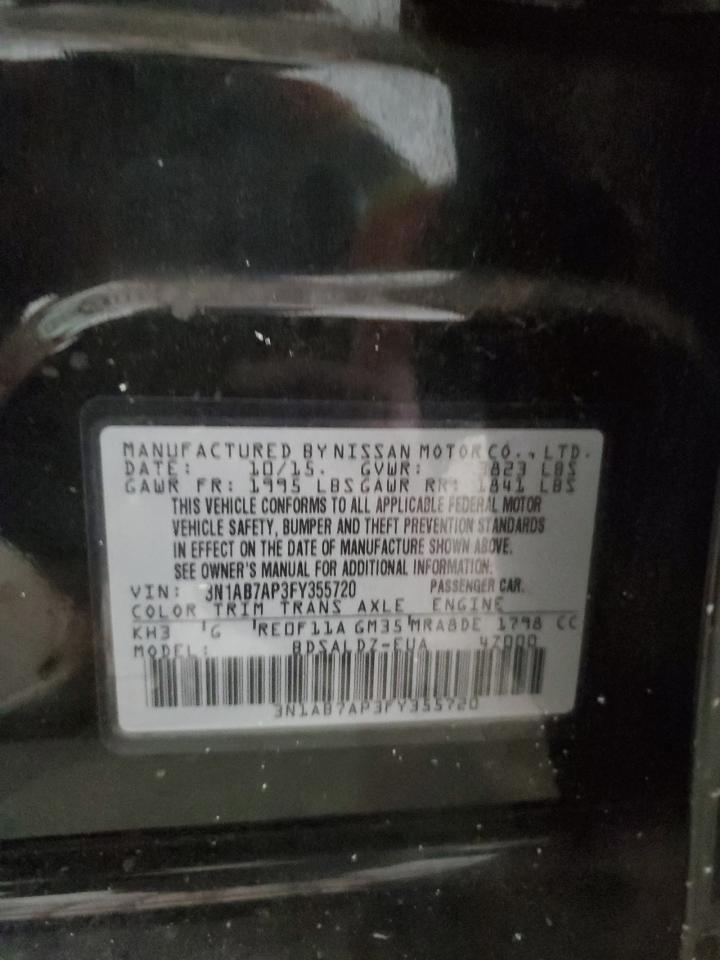 MANUFACTURED BY NISSAN MOTOR CO., LTD.
DATE: 10/15. GVWR: 3823 LBS
GAWR FR: 1995 LBS GAWR RR: 1841 LBS
THIS VEHICLE CONFORMS TO ALL APPLICABLE FEDERAL MOTOR
VEHICLE SAFETY, BUMPER AND THEFT PREVENTION STANDARDS
IN EFFECT ON THE DATE OF MANUFACTURE SHOWN ABOVE.
SEE OWNER'S MANUAL FOR ADDITIONAL INFORMATION.
VIN: 3N1AB7AP3FY355720 PASSENGER CAR.
COLOR TRIM TRANS AXLE ENGINE
KH3 G RE0F11A GM35 MRA8DE 1798 CC
MODEL: BDSALDZ-EUA 47000
3N1AB7AP3FY355720